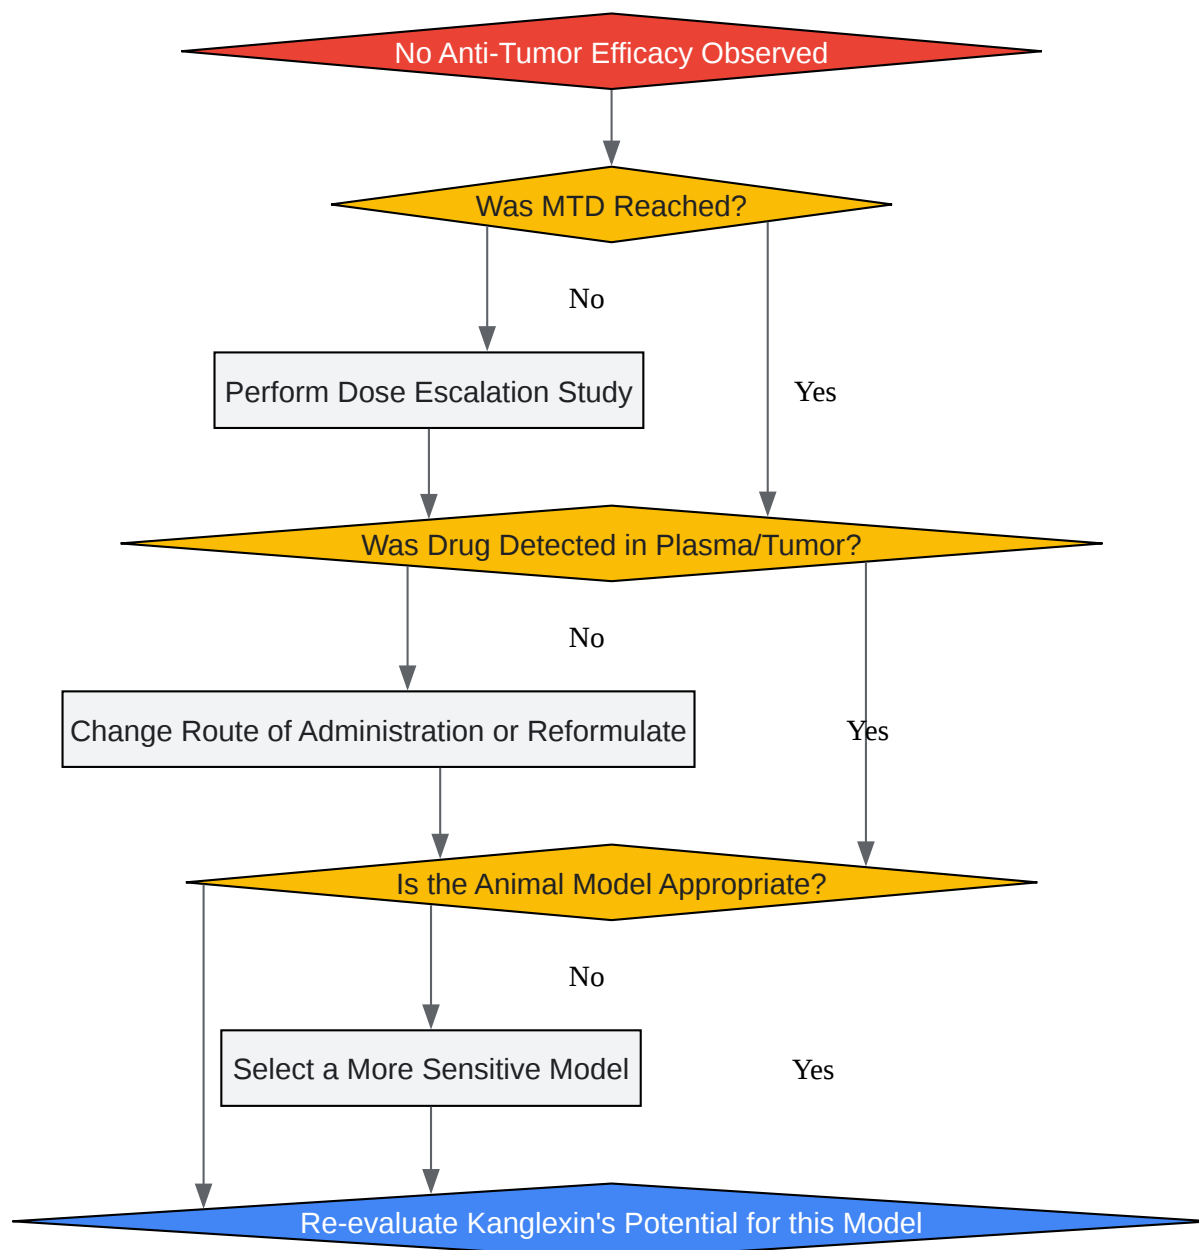 No Anti-Tumor Efficacy Observed
Was MTD Reached?
No
Perform Dose Escalation Study
Yes
Was Drug Detected in Plasma/Tumor?
No
Change Route of Administration or Reformulate
Yes
Is the Animal Model Appropriate?
No
Select a More Sensitive Model
Yes
Re-evaluate Kanglexin's Potential for this Model